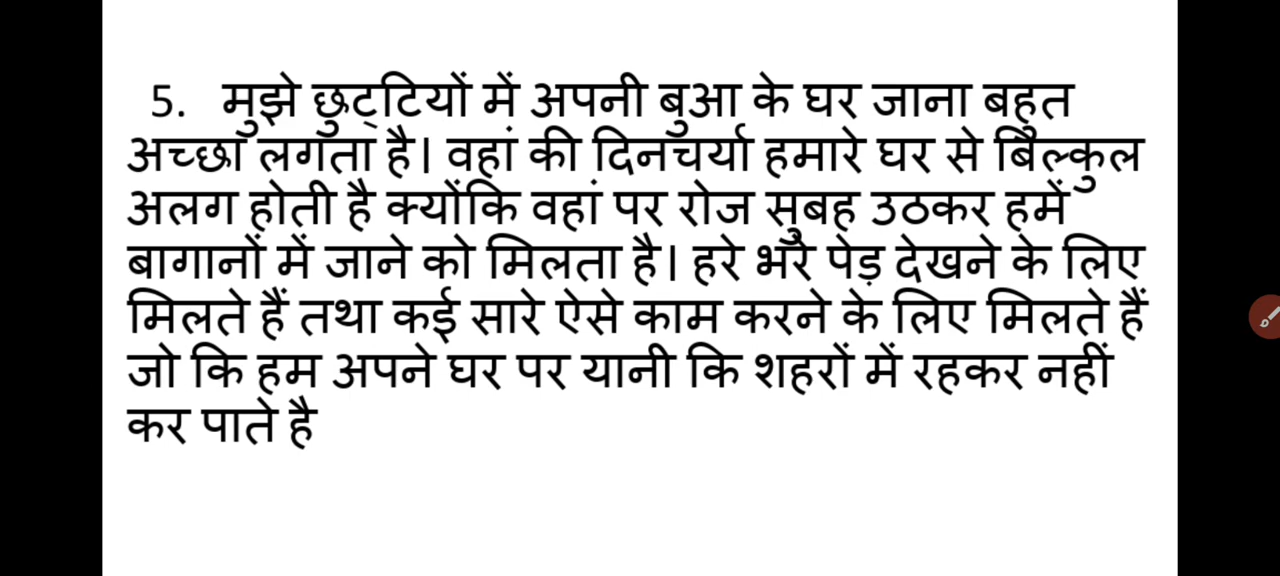 5. मुझे छुट्टियों में अपनी बुआ के घर जाना बहुत
अच्छा लगता है। वहां की दिनचर्या हमारे घर से बिल्कुल
अलग होती है क्योंकि वहां पर रोज सुबह उठकर हमें
बागानों में जाने को मिलता है। हरे भरे पेड़ देखने के लिए
मिलते हैं तथा कई सारे ऐसे काम करने के लिए मिलते हैं
जो कि हम अपने घर पर यानी कि शहरों में रहकर नहीं
कर पाते है